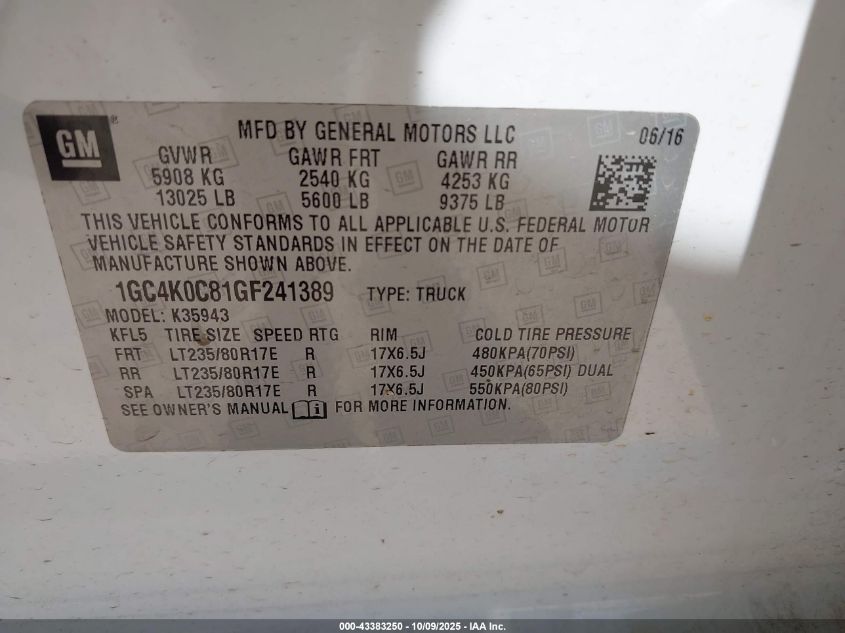 GM ®
MFD BY GENERAL MOTORS LLC 06/16
GVWR GAWR FRT GAWR RR
5908 KG 2540 KG 4253 KG
13025 LB 5600 LB 9375 LB
THIS VEHICLE CONFORMS TO ALL APPLICABLE U.S. FEDERAL MOTOR
VEHICLE SAFETY STANDARDS IN EFFECT ON THE DATE OF
MANUFACTURE SHOWN ABOVE.
1GC4K0C81GF241389 TYPE: TRUCK
MODEL: K35943
KFL5 TIRE SIZE SPEED RTG RIM COLD TIRE PRESSURE
FRT LT235/80R17E R 17X6.5J 480KPA(70PSI)
RR LT235/80R17E R 17X6.5J 450KPA(65PSI) DUAL
SPA LT235/80R17E R 17X6.5J 550KPA(80PSI)
SEE OWNER'S MANUAL FOR MORE INFORMATION.
000-43383250 - 10/09/2025 - IAA Inc.